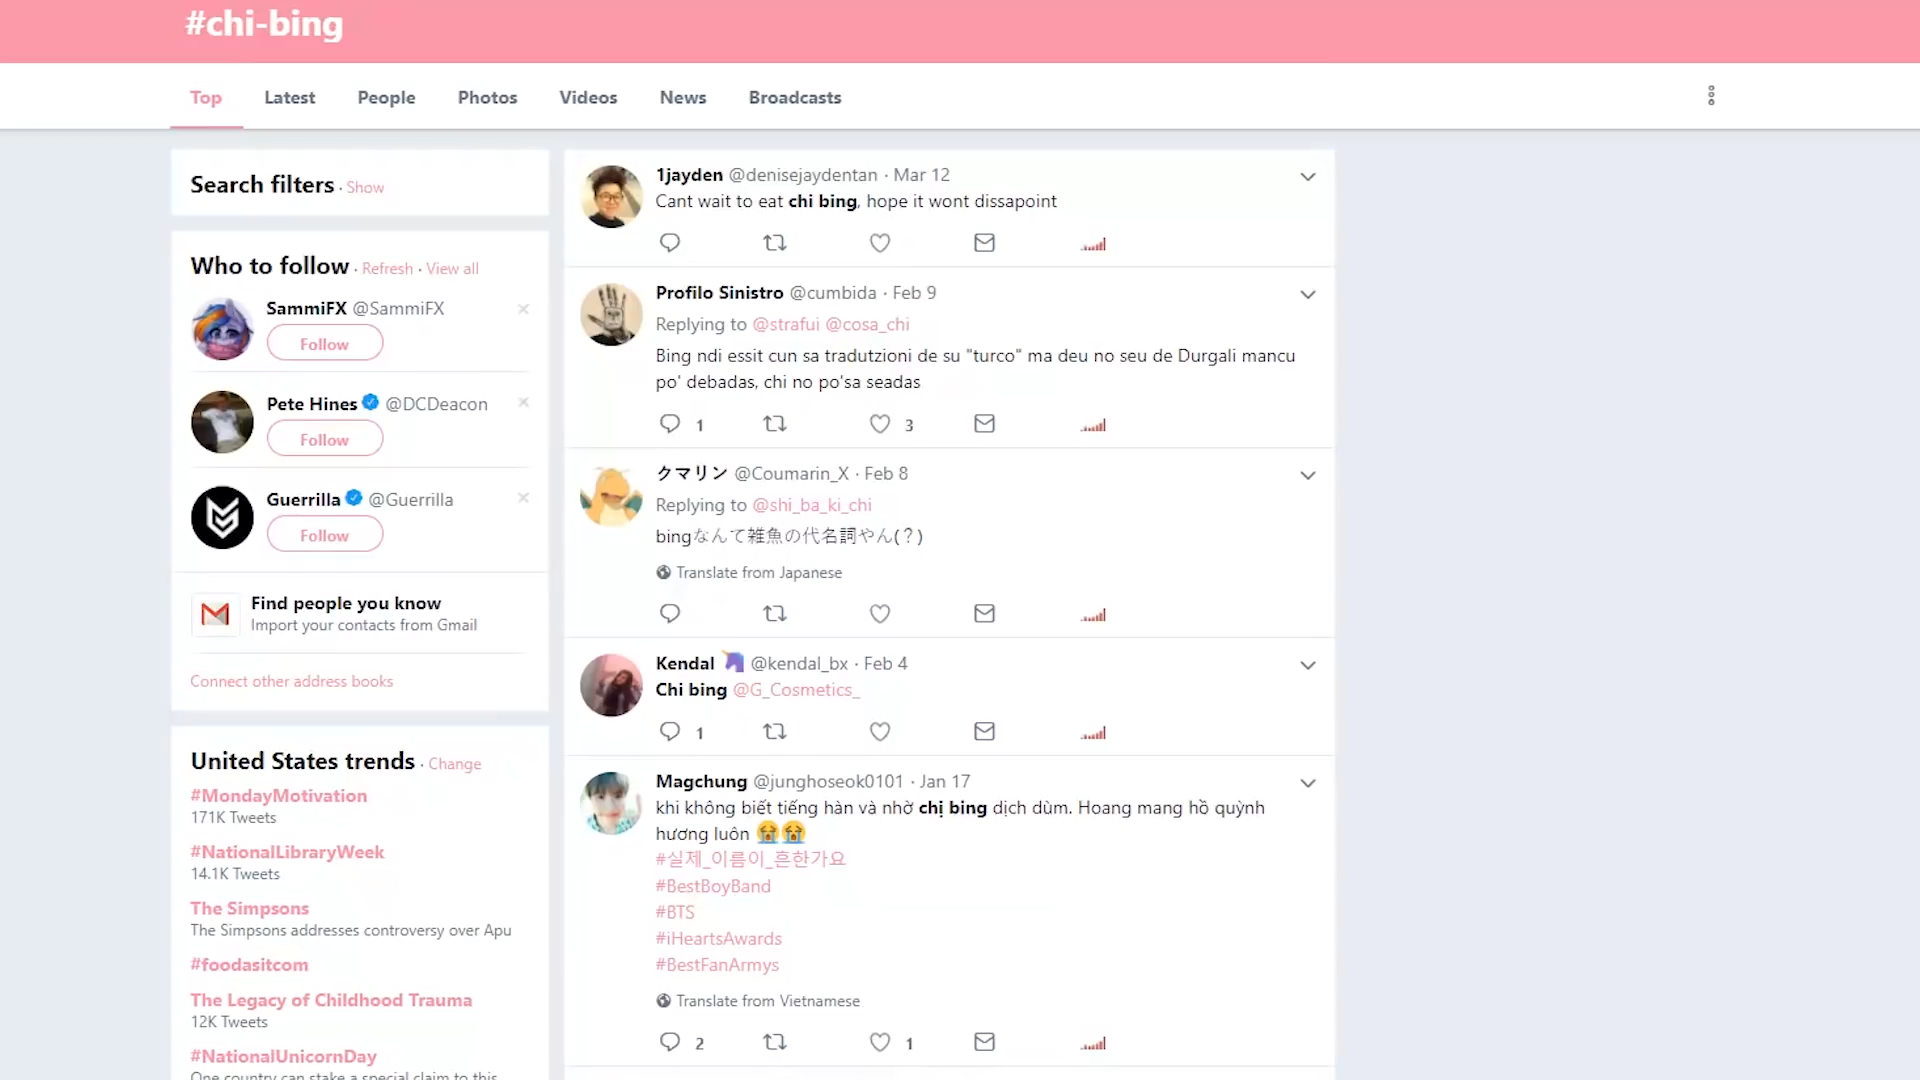 #chi-bing
Top Latest People Photos Videos News Broadcasts
Search filters · Show
Who to follow · Refresh · View all
SammiFX @SammiFX
Follow
Pete Hines @DCDeacon
Follow
Guerrilla @Guerrilla
Follow
Find people you know
Import your contacts from Gmail
Connect other address books
United States trends · Change
#MondayMotivation
171K Tweets
#NationalLibraryWeek
14.1K Tweets
The Simpsons
The Simpsons addresses controversy over Apu
#foodasitcom
The Legacy of Childhood Trauma
12K Tweets
#NationalUnicornDay
One country can stake a special claim to this
1jayden @denisejaydentan · Mar 12
Cant wait to eat chi bing, hope it wont dissapoint
Profilo Sinistro @cumbida · Feb 9
Replying to @strafui @cosa_chi
Bing ndi essit cun sa tradutzioni de su "turco" ma deu no seu de Durgali mancu
po' debadas, chi no po'sa seadas
1 3
クマリン @Coumarin_X · Feb 8
Replying to @shi_ba_ki_chi
bingなんて雑魚の代名詞やん(？)
Translate from Japanese
Kendal @kendal_bx · Feb 4
Chi bing @G_Cosmetics_
1
Magchung @junghoseok0101 · Jan 17
khi không biết tiếng hàn và nhờ chị bing dịch dùm. Hoang mang hồ quỳnh
hương luôn 😭😭
#실제_이름이_흔한가요
#BestBoyBand
#BTS
#iHeartsAwards
#BestFanArmys
Translate from Vietnamese
2 1